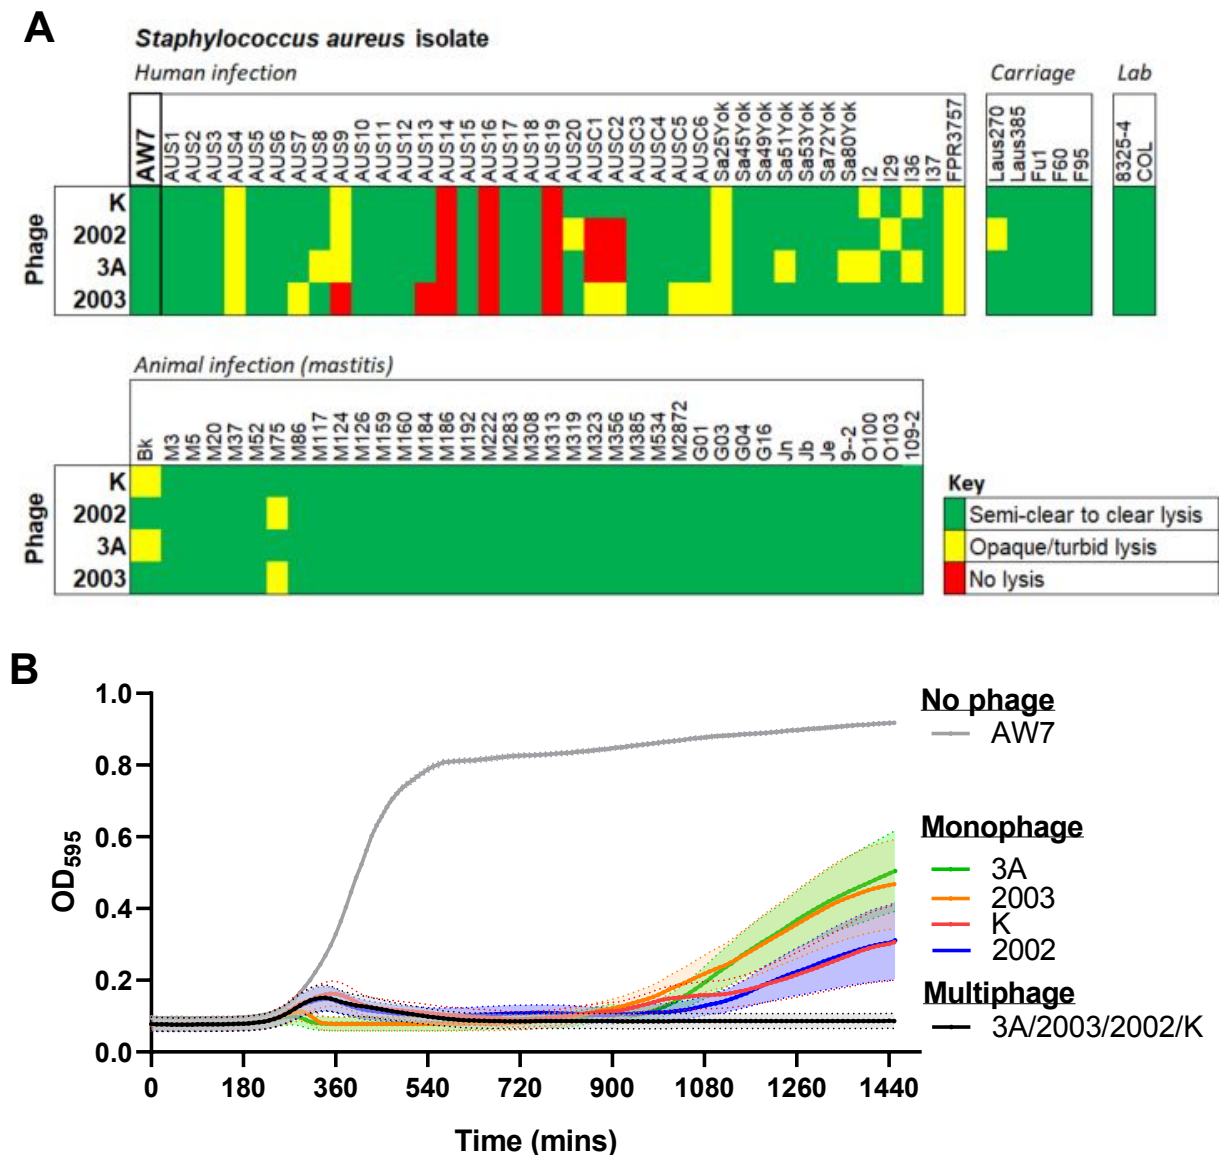 A
Staphylococcus aureus isolate
Human infection
Carriage
Lab
AW7
AUS1
AUS2
AUS3
AUS4
AUS5
AUS6
AUS7
AUS8
AUS9
AUS10
AUS11
AUS12
AUS13
AUS14
AUS15
AUS16
AUS17
AUS18
AUS19
AUS20
AUSC1
AUSC2
AUSC3
AUSC4
AUSC5
AUSC6
Sa25Yok
Sa45Yok
Sa49Yok
Sa51Yok
Sa53Yok
Sa72Yok
Sa80Yok
I2
I29
I36
I37
FPR3757
Laus270
Laus385
Fu1
F60
F95
8325-4
COL
Phage
K
2002
3A
2003
Animal infection (mastitis)
Bk
M3
M5
M20
M37
M52
M75
M86
M117
M124
M126
M159
M160
M184
M186
M192
M222
M283
M308
M313
M319
M323
M356
M385
M534
M2872
G01
G03
G04
G16
Jn
Jb
Je
9--2
O100
O103
109-2
Phage
K
2002
3A
2003
Key
Semi-clear to clear lysis
Opaque/turbid lysis
No lysis
B
OD595
1.0
0.8
0.6
0.4
0.2
0.0
0 180 360 540 720 900 1080 1260 1440
Time (mins)
No phage
AW7
Monophage
3A
2003
K
2002
Multiphage
3A/2003/2002/K